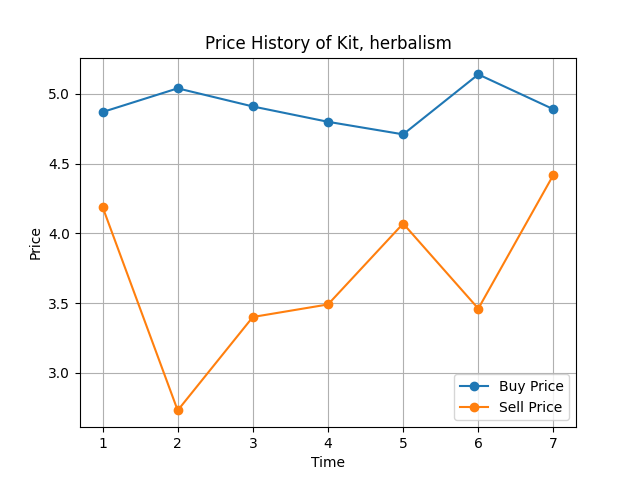 Price History of Kit, herbalism
Price
5.0
4.5
4.0
3.5
3.0
Buy Price
Sell Price
1 2 3 4 5 6 7
Time